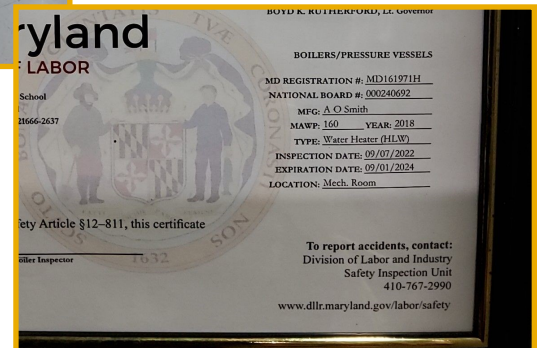 BOYD K. RUTHERFORD, Lt. Governor
ryland
LABOR
BOILERS/PRESSURE VESSELS
School
21666-2637
MD REGISTRATION #: MD161971H
NATIONAL BOARD #: 000240692
MFG: A O Smith
MAWP: 160 YEAR: 2018
TYPE: Water Heater (HLW)
INSPECTION DATE: 09/07/2022
EXPIRATION DATE: 09/01/2024
LOCATION: Mech. Room
fety Article §12–811, this certificate
oiler Inspector
1632
To report accidents, contact:
Division of Labor and Industry
Safety Inspection Unit
410-767-2990
www.dllr.maryland.gov/labor/safety